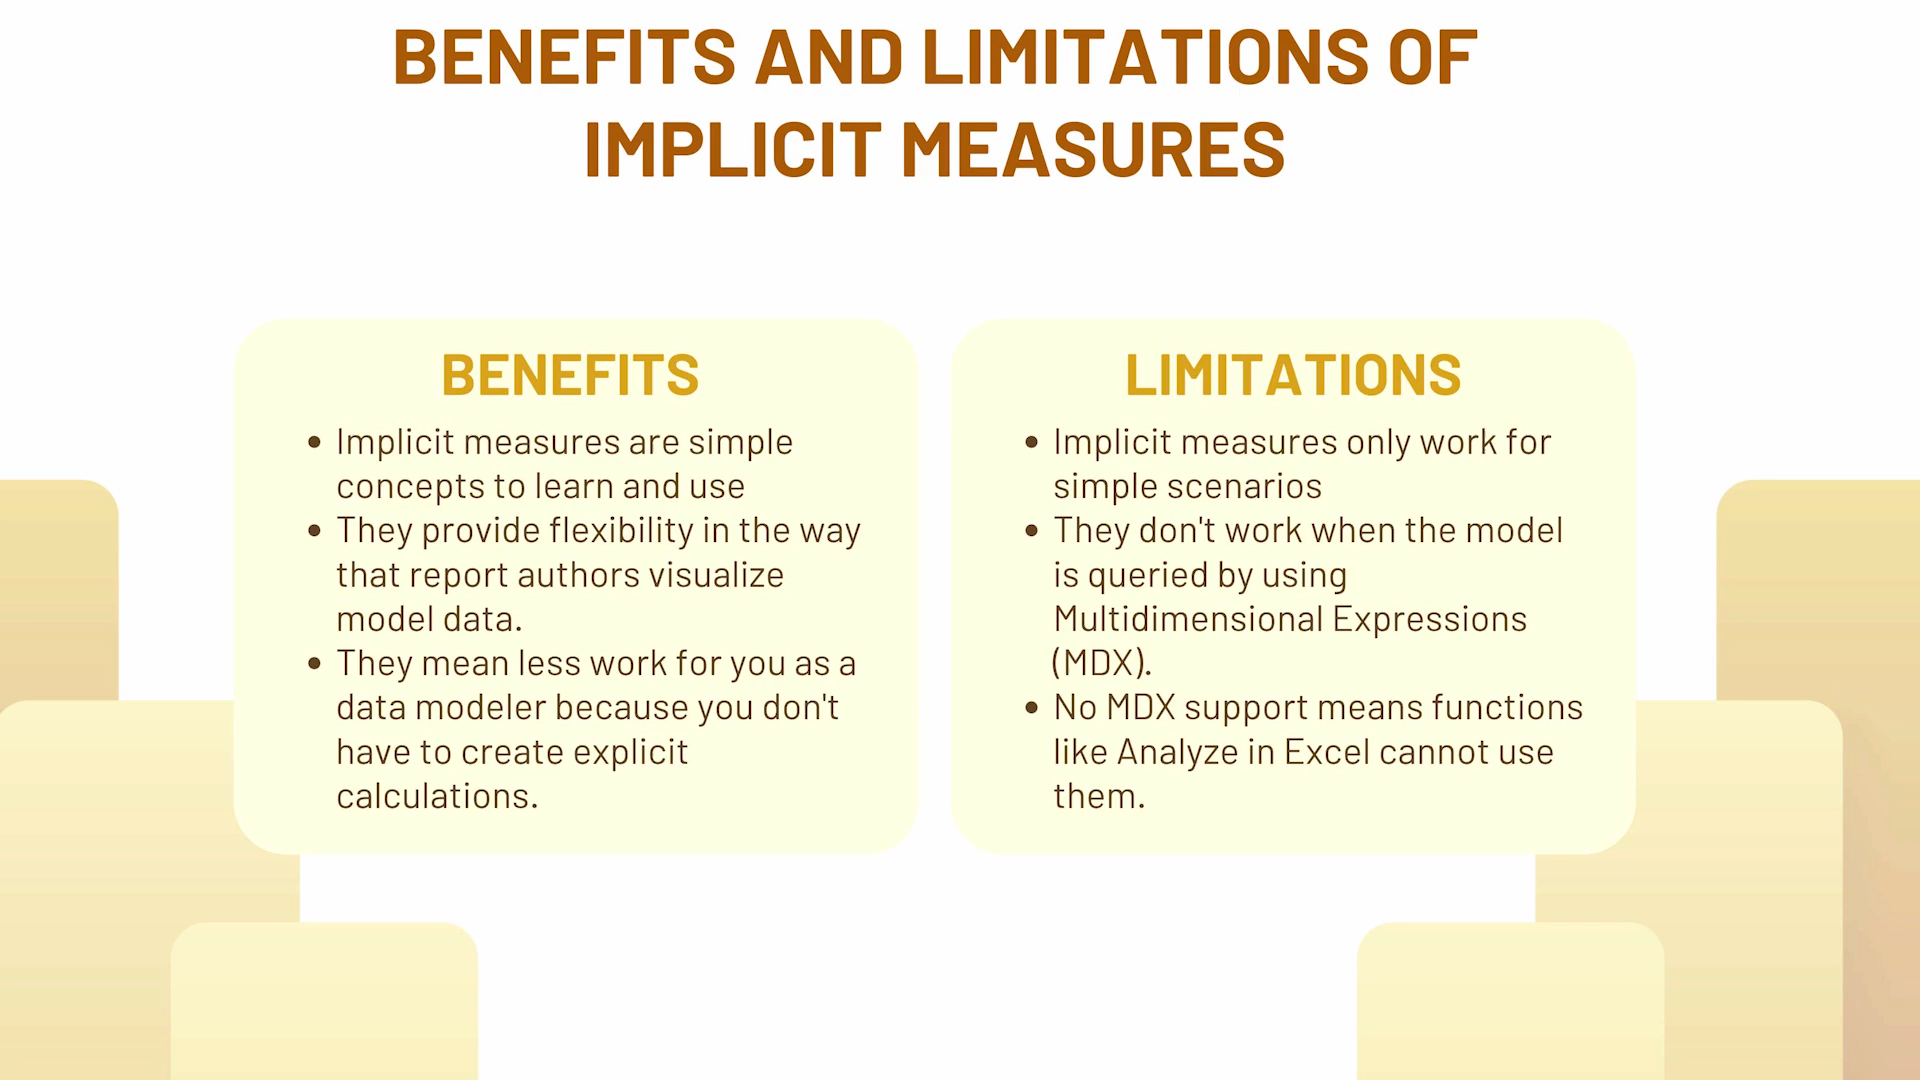 BENEFITS AND LIMITATIONS OF
IMPLICIT MEASURES
BENEFITS
• Implicit measures are simple
concepts to learn and use
• They provide flexibility in the way
that report authors visualize
model data.
• They mean less work for you as a
data modeler because you don't
have to create explicit
calculations.
LIMITATIONS
• Implicit measures only work for
simple scenarios
• They don't work when the model
is queried by using
Multidimensional Expressions
(MDX).
• No MDX support means functions
like Analyze in Excel cannot use
them.